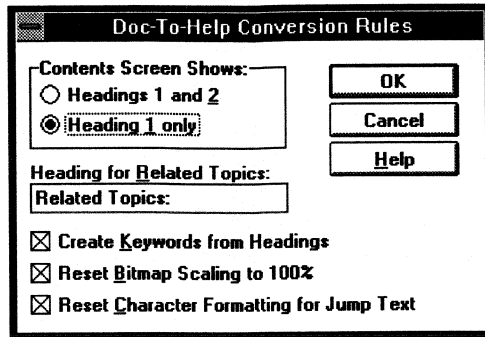 Doc-To-Help Conversion Rules
Contents Screen Shows:
Headings 1 and 2
Heading 1 only
OK
Cancel
Help
Heading for Related Topics:
Related Topics:
Create Keywords from Headings
Reset Bitmap Scaling to 100%
Reset Character Formatting for Jump Text